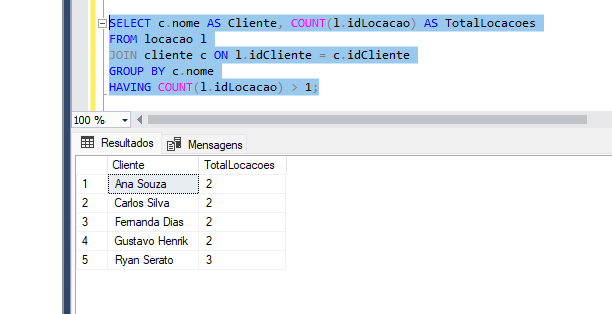 SELECT c.nome AS Cliente, COUNT(l.idLocacao) AS TotalLocacoes
FROM locacao l
JOIN cliente c ON l.idCliente = c.idCliente
GROUP BY c.nome
HAVING COUNT(l.idLocacao) > 1;
100 %
Resultados Mensagens
Cliente TotalLocacoes
1 Ana Souza 2
2 Carlos Silva 2
3 Fernanda Dias 2
4 Gustavo Henrik 2
5 Ryan Serato 3